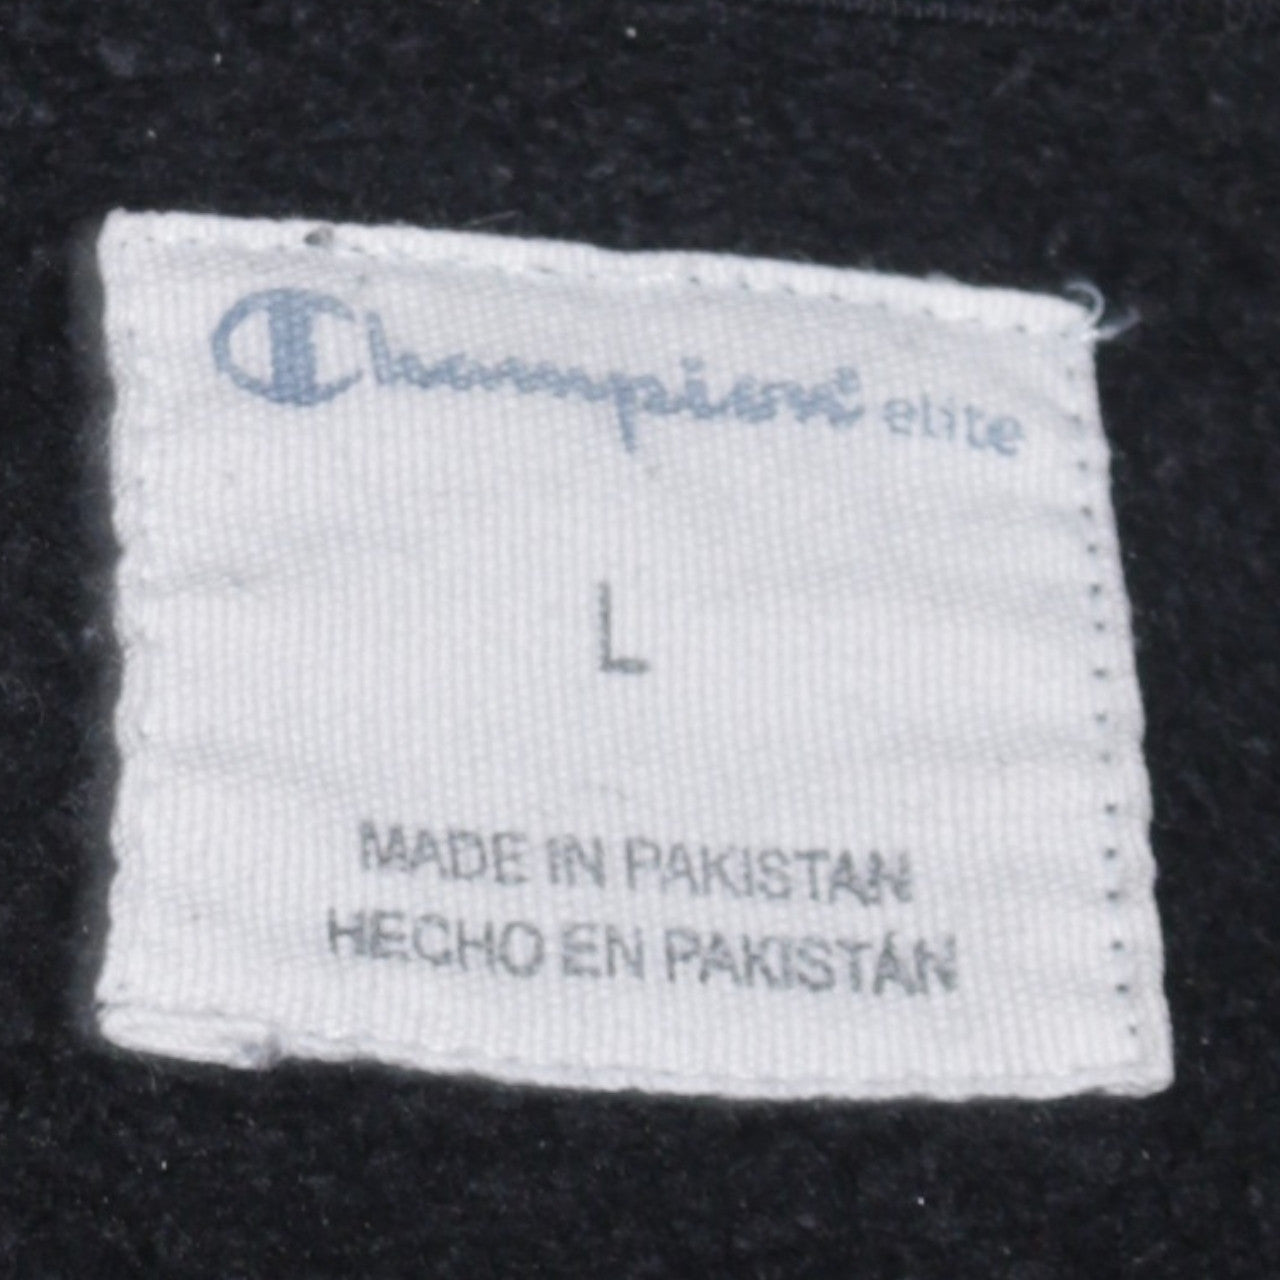 Champion elite
L
MADE IN PAKISTAN
HECHO EN PAKISTÁN